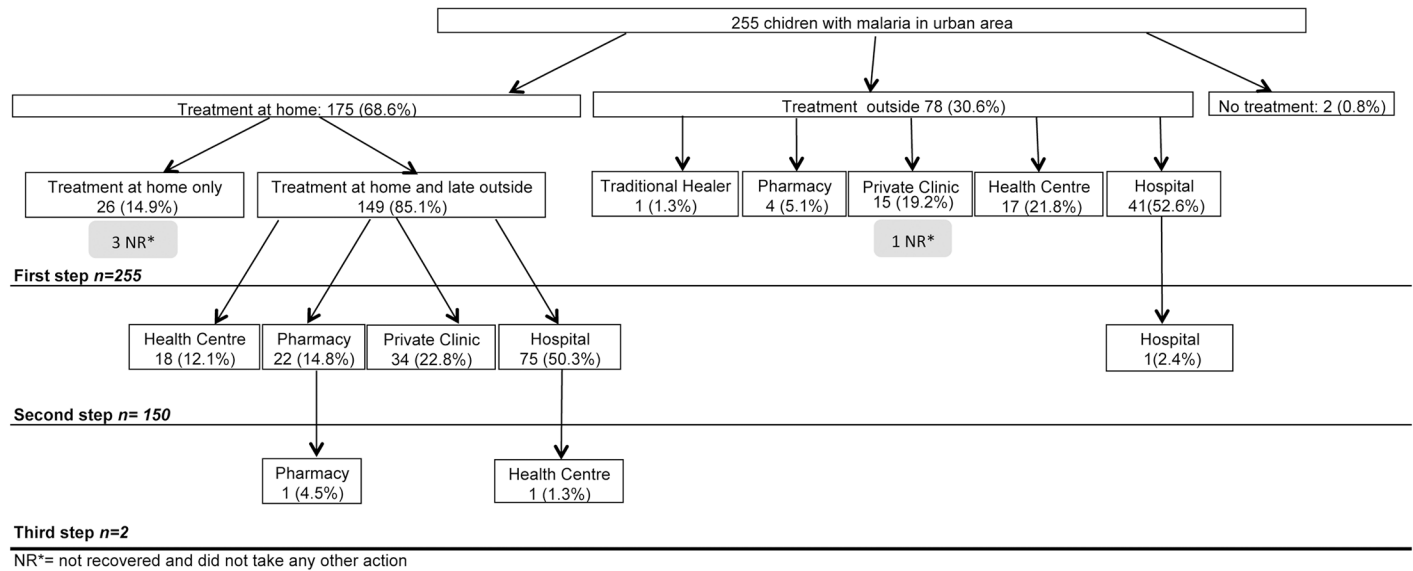 255 chidren with malaria in urban area
Treatment at home: 175 (68.6%)
Treatment outside 78 (30.6%)
No treatment: 2 (0.8%)
Treatment at home only
26 (14.9%)
Treatment at home and late outside
149 (85.1%)
Traditional Healer
1 (1.3%)
Pharmacy
4 (5.1%)
Private Clinic
15 (19.2%)
Health Centre
17 (21.8%)
Hospital
41(52.6%)
3 NR*
1 NR*
First step n=255
Health Centre
18 (12.1%)
Pharmacy
22 (14.8%)
Private Clinic
34 (22.8%)
Hospital
75 (50.3%)
Hospital
1(2.4%)
Second step n= 150
Pharmacy
1 (4.5%)
Health Centre
1 (1.3%)
Third step n=2
NR*= not recovered and did not take any other action